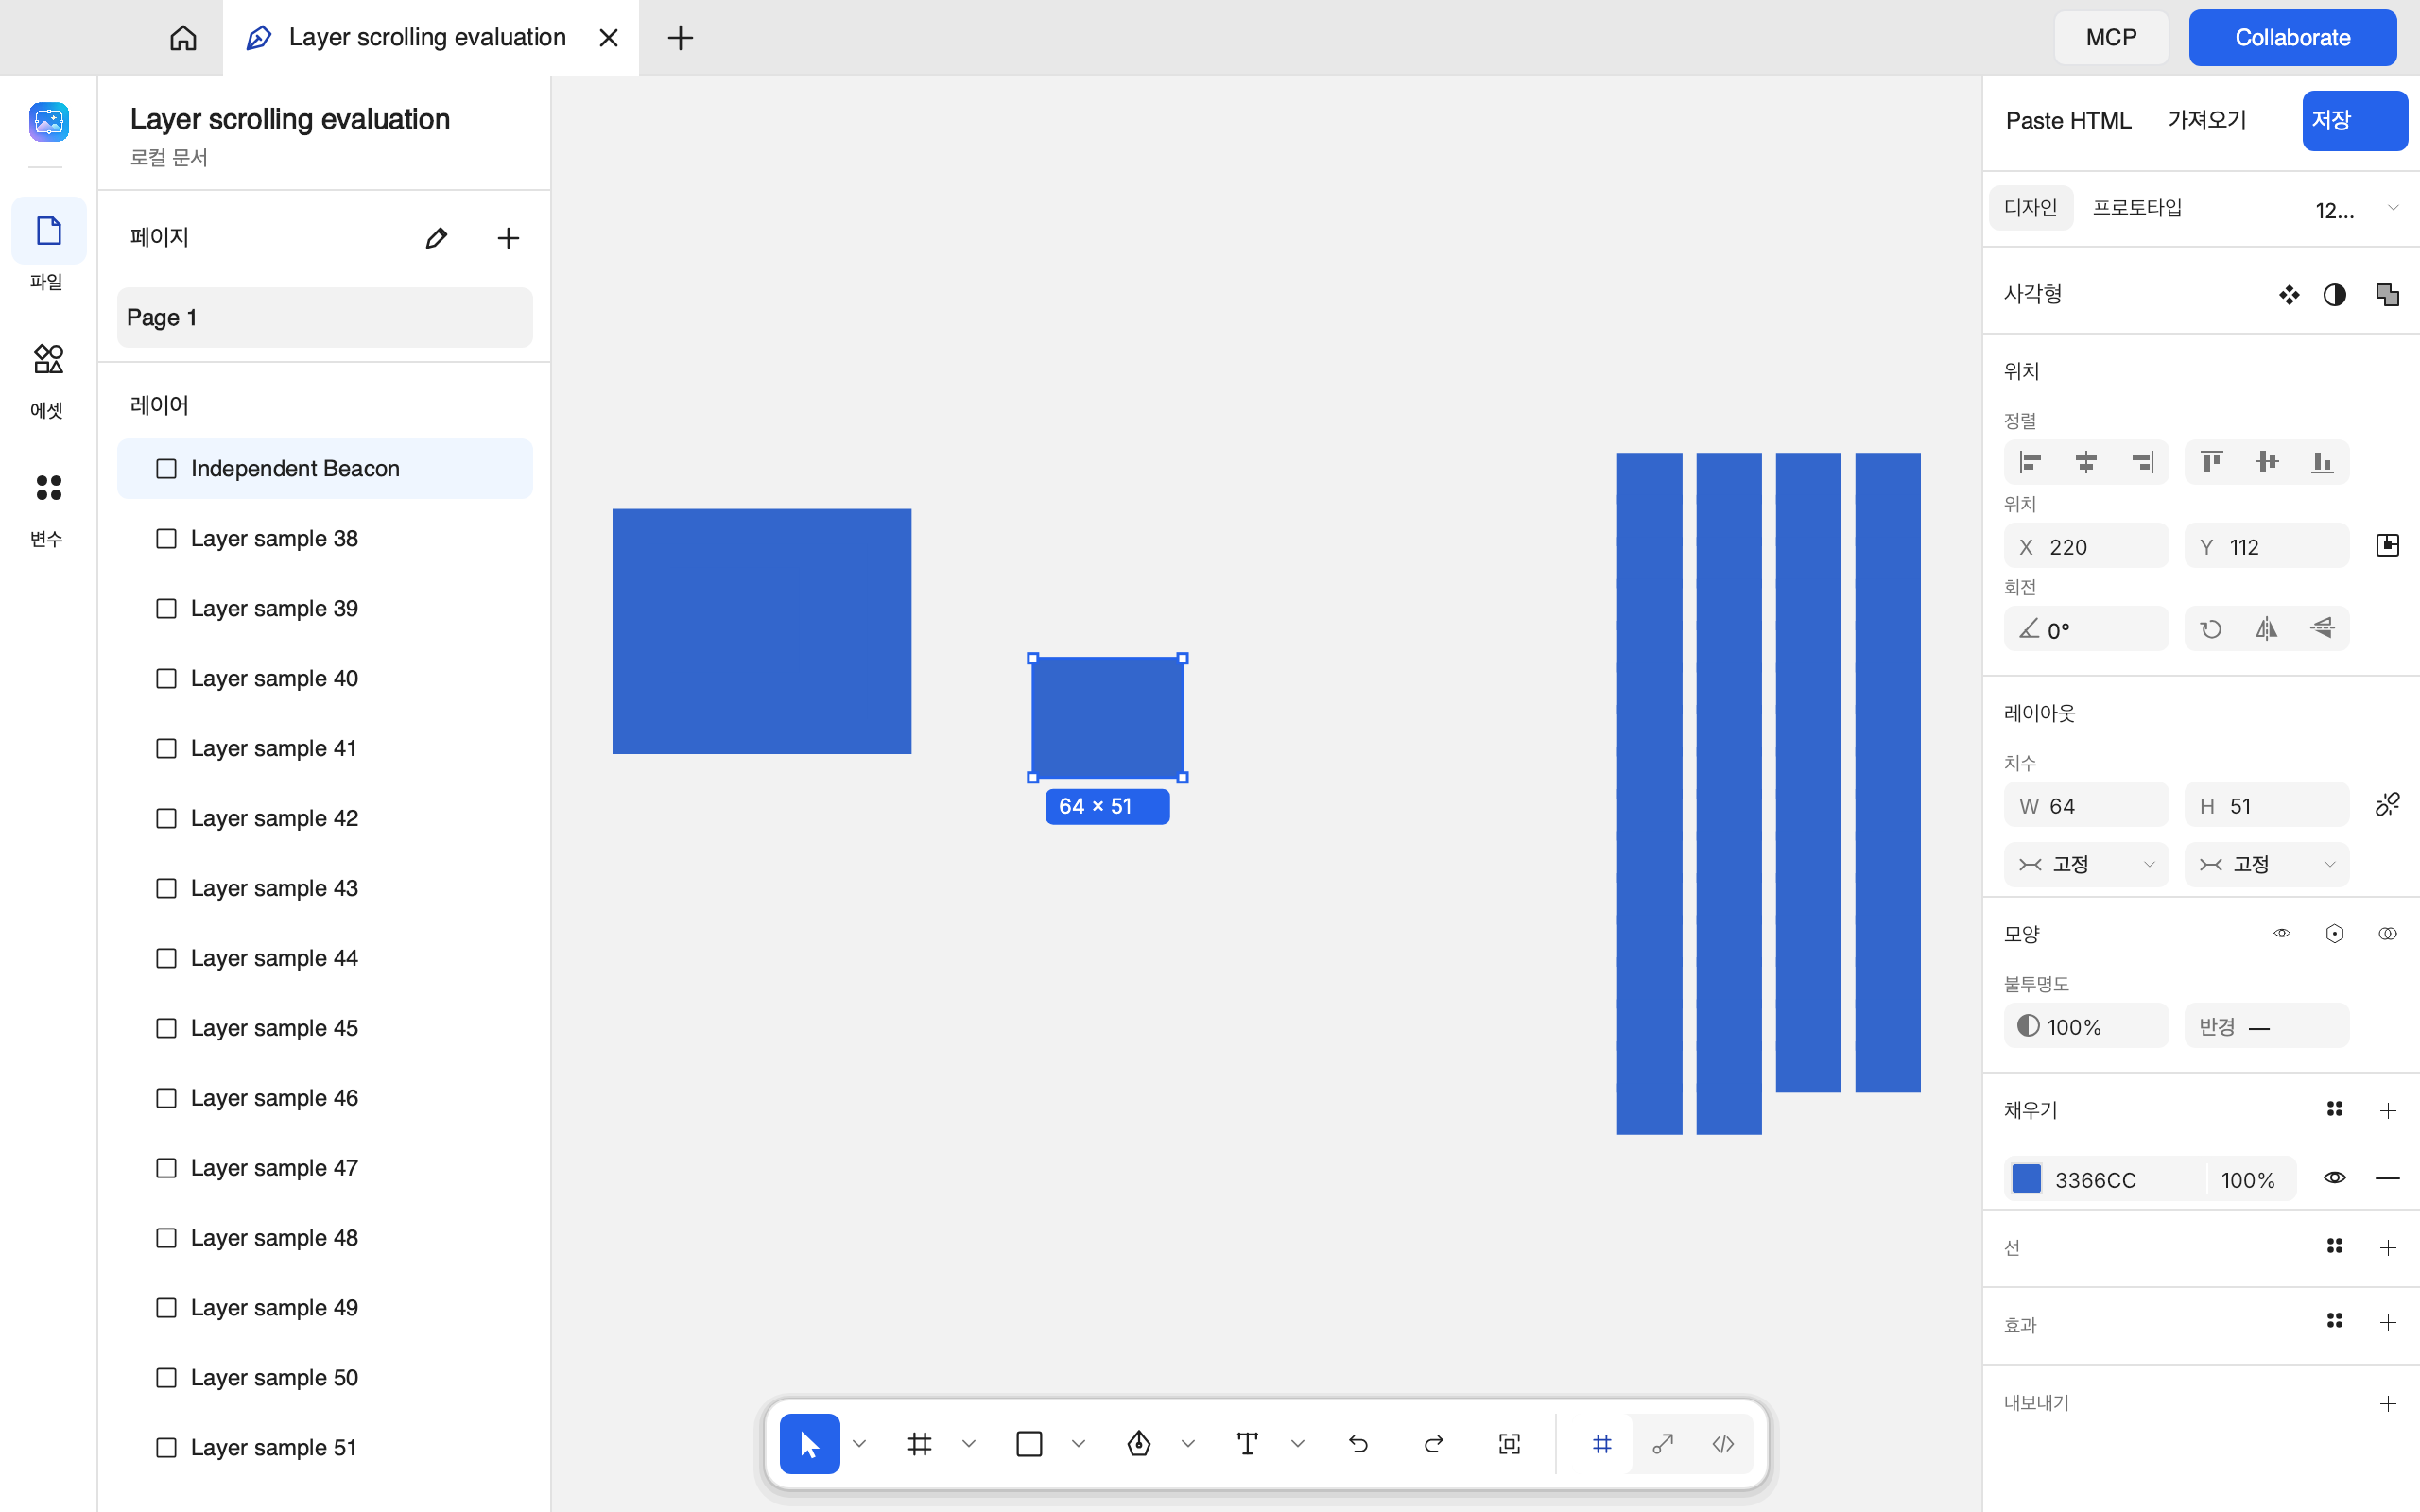 Layer scrolling evaluation
MCP
Collaborate
Layer scrolling evaluation
로컬 문서
파일
에셋
변수
페이지
Page 1
레이어
Independent Beacon
Layer sample 38
Layer sample 39
Layer sample 40
Layer sample 41
Layer sample 42
Layer sample 43
Layer sample 44
Layer sample 45
Layer sample 46
Layer sample 47
Layer sample 48
Layer sample 49
Layer sample 50
Layer sample 51
64 × 51
Paste HTML 가져오기 저장
디자인 프로토타입 12...
사각형
위치
정렬
위치
X 220 Y 112
회전
0°
레이아웃
치수
W 64 H 51
고정 고정
모양
불투명도
100% 반경 —
채우기
3366CC 100%
선
효과
내보내기